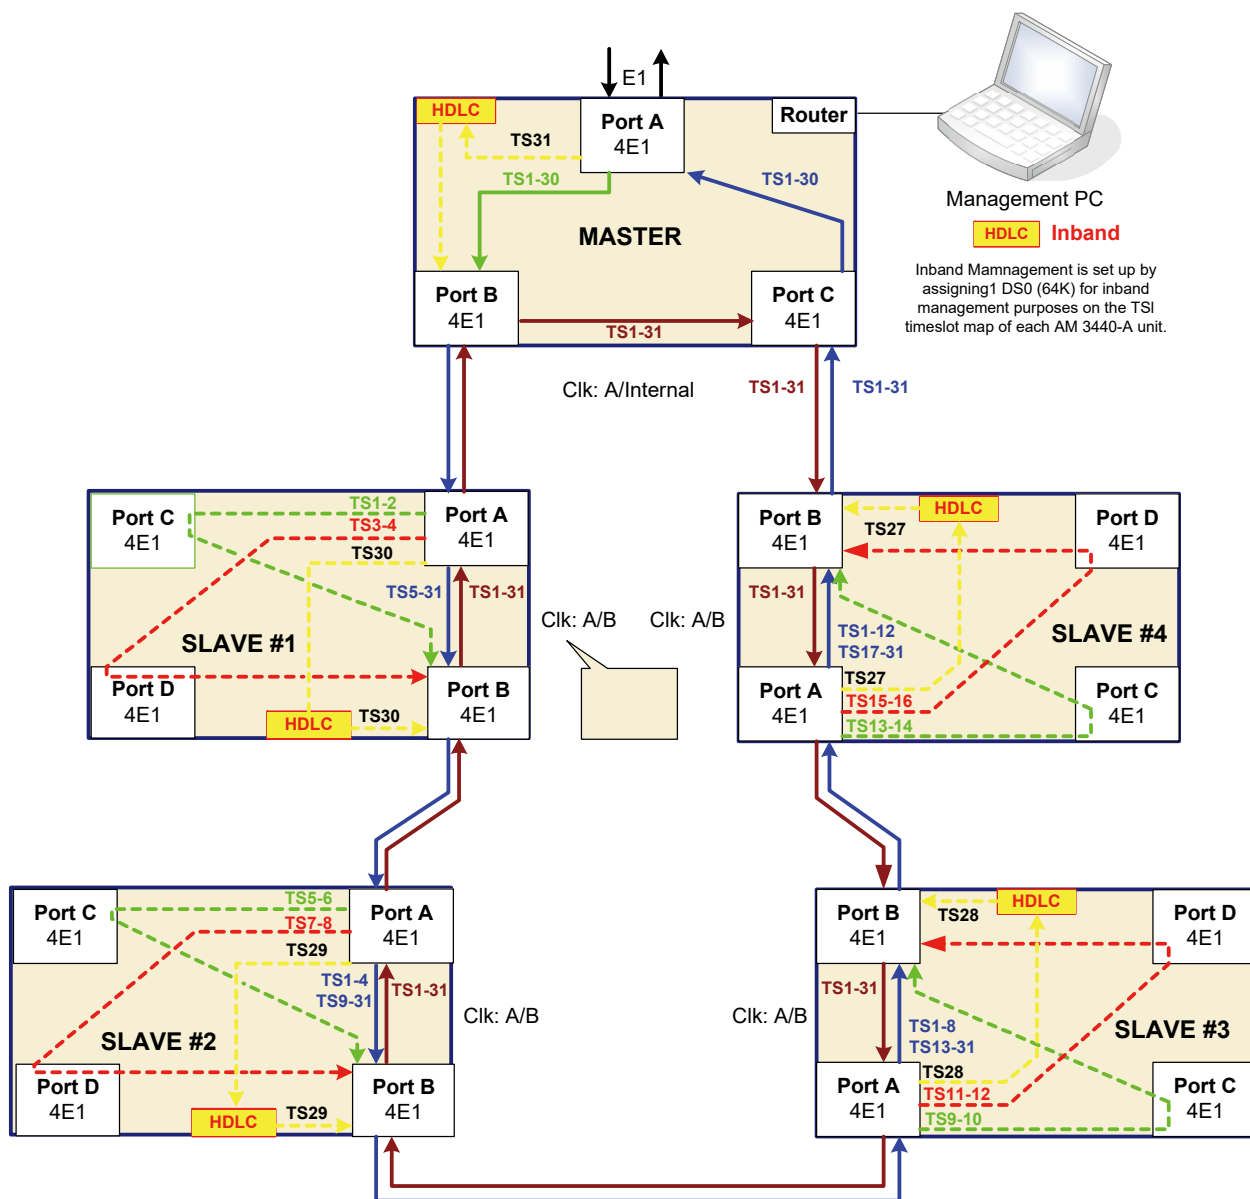 E1
HDLC
Port A
4E1
Router
TS31
TS1-30
TS1-30
MASTER
Port B
4E1
Port C
4E1
TS1-31
Management PC
HDLC Inband
Inband Mamnagement is set up by
assigning1 DS0 (64K) for inband
management purposes on the TSI
timeslot map of each AM 3440-A unit.
Clk: A/Internal
TS1-31
TS1-31
Port C
4E1
TS1-2
TS3-4
TS30
Port A
4E1
TS5-31
TS1-31
SLAVE #1
Port D
4E1
HDLC
TS30
Port B
4E1
Clk: A/B
Clk: A/B
Port B
4E1
HDLC
TS27
Port D
4E1
TS1-31
TS1-12
TS17-31
SLAVE #4
Port A
4E1
TS27
TS15-16
TS13-14
Port C
4E1
Port C
4E1
TS5-6
TS7-8
TS29
Port A
4E1
TS1-4
TS9-31
TS1-31
SLAVE #2
Port D
4E1
HDLC
TS29
Port B
4E1
Clk: A/B
Clk: A/B
Port B
4E1
HDLC
TS28
Port D
4E1
TS1-31
TS1-8
TS13-31
SLAVE #3
Port A
4E1
TS28
TS11-12
TS9-10
Port C
4E1